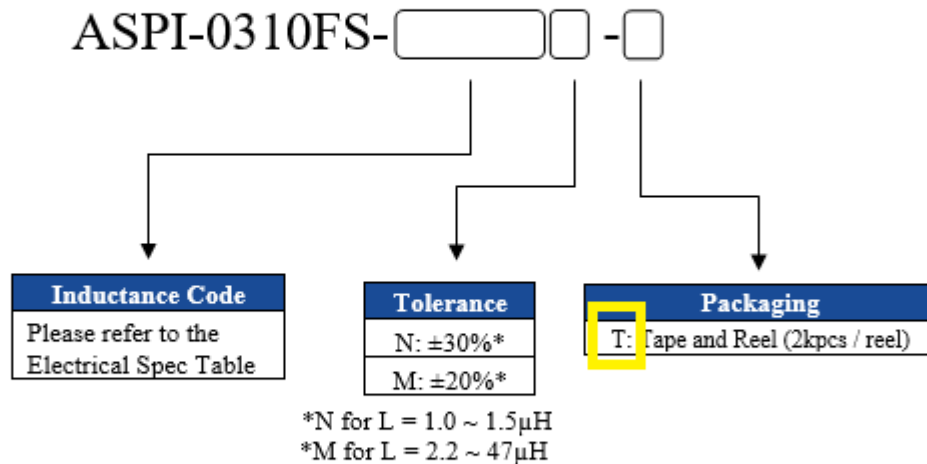 ASPI-0310FS- -
Inductance Code
Please refer to the
Electrical Spec Table
Tolerance
N: ±30%*
M: ±20%*
*N for L = 1.0 ~ 1.5µH
*M for L = 2.2 ~ 47µH
Packaging
T: Tape and Reel (2kpcs / reel)